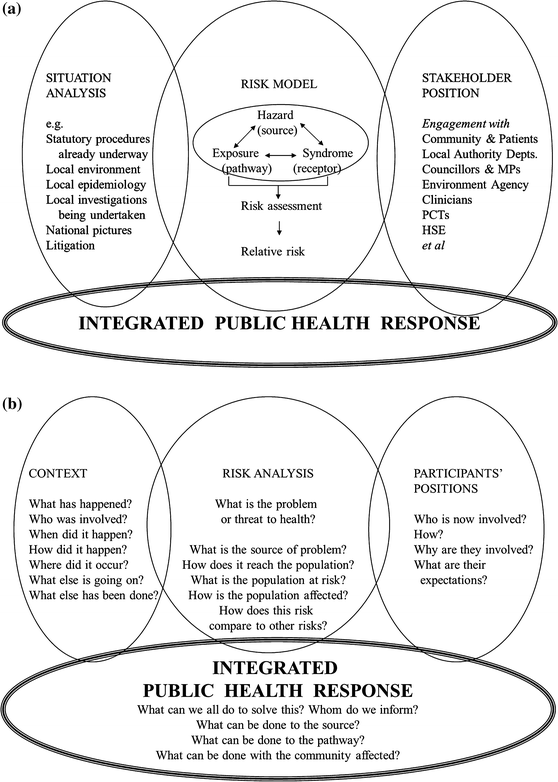 (a)
SITUATION
ANALYSIS
e.g.
Statutory procedures
already underway
Local environment
Local epidemiology
Local investigations
being undertaken
National pictures
Litigation
RISK MODEL
Hazard
(source)
Exposure
(pathway)
Syndrome
(receptor)
Risk assessment
Relative risk
STAKEHOLDER
POSITION
Engagement with
Community & Patients
Local Authority Depts.
Councillors & MPs
Environment Agency
Clinicians
PCTs
HSE
et al
INTEGRATED PUBLIC HEALTH RESPONSE
(b)
CONTEXT
What has happened?
Who was involved?
When did it happen?
How did it happen?
Where did it occur?
What else is going on?
What else has been done?
RISK ANALYSIS
What is the problem
or threat to health?
What is the source of problem?
How does it reach the population?
What is the population at risk?
How is the population affected?
How does this risk
compare to other risks?
PARTICIPANTS'
POSITIONS
Who is now involved?
How?
Why are they involved?
What are their
expectations?
INTEGRATED
PUBLIC HEALTH RESPONSE
What can we all do to solve this? Whom do we inform?
What can be done to the source?
What can be done to the pathway?
What can be done with the community affected?